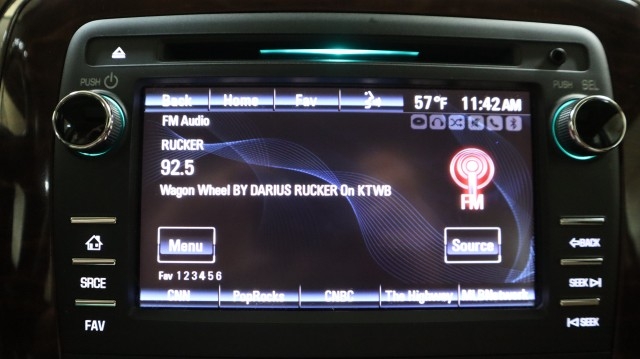 PUSH
PUSH SEL
Back Home Fav 57°F 11:42AM
FM Audio
RUCKER
92.5
Wagon Wheel BY DARIUS RUCKER On KTWB
FM
Menu Source
Fav 1 2 3 4 5 6
CNN PopRocks CNBC The Highway MLBNetwork
SRCE
FAV
BACK
SEEK
SEEK